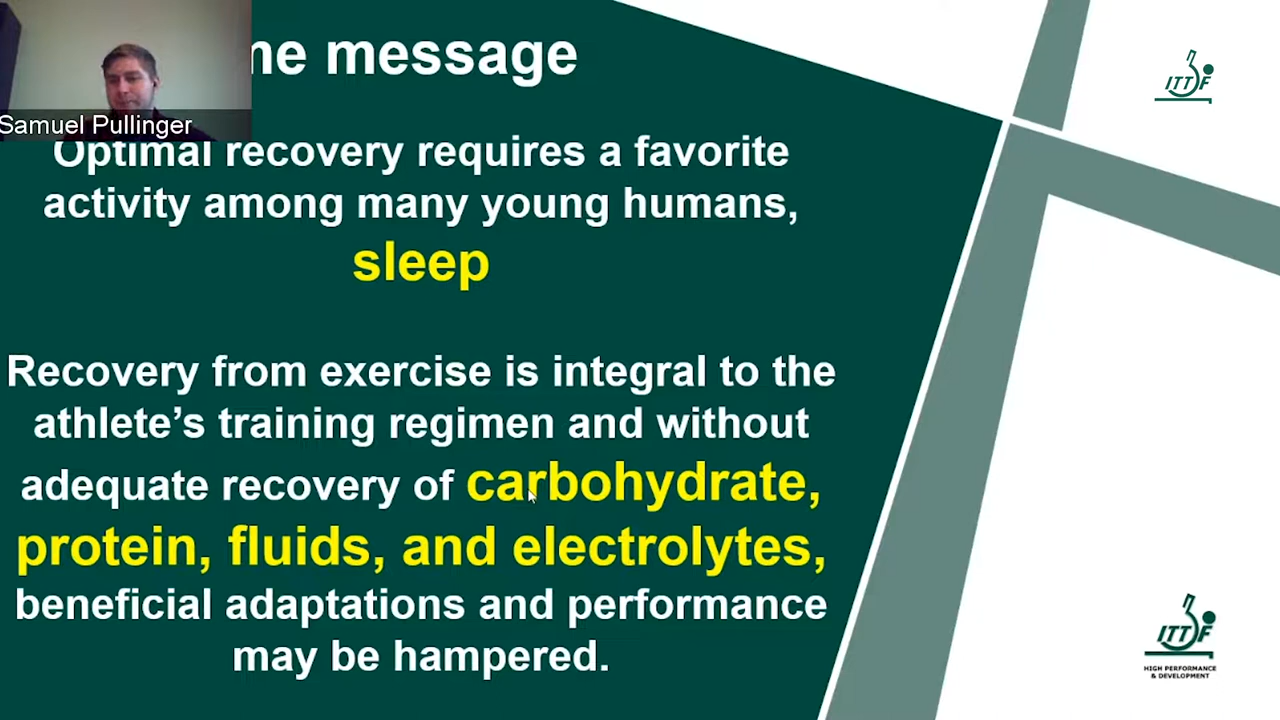 me message
Samuel Pullinger
Optimal recovery requires a favorite
activity among many young humans,
sleep
Recovery from exercise is integral to the
athlete’s training regimen and without
adequate recovery of carbohydrate,
protein, fluids, and electrolytes,
beneficial adaptations and performance
may be hampered.
ITTF
ITTF
HIGH PERFORMANCE
& DEVELOPMENT